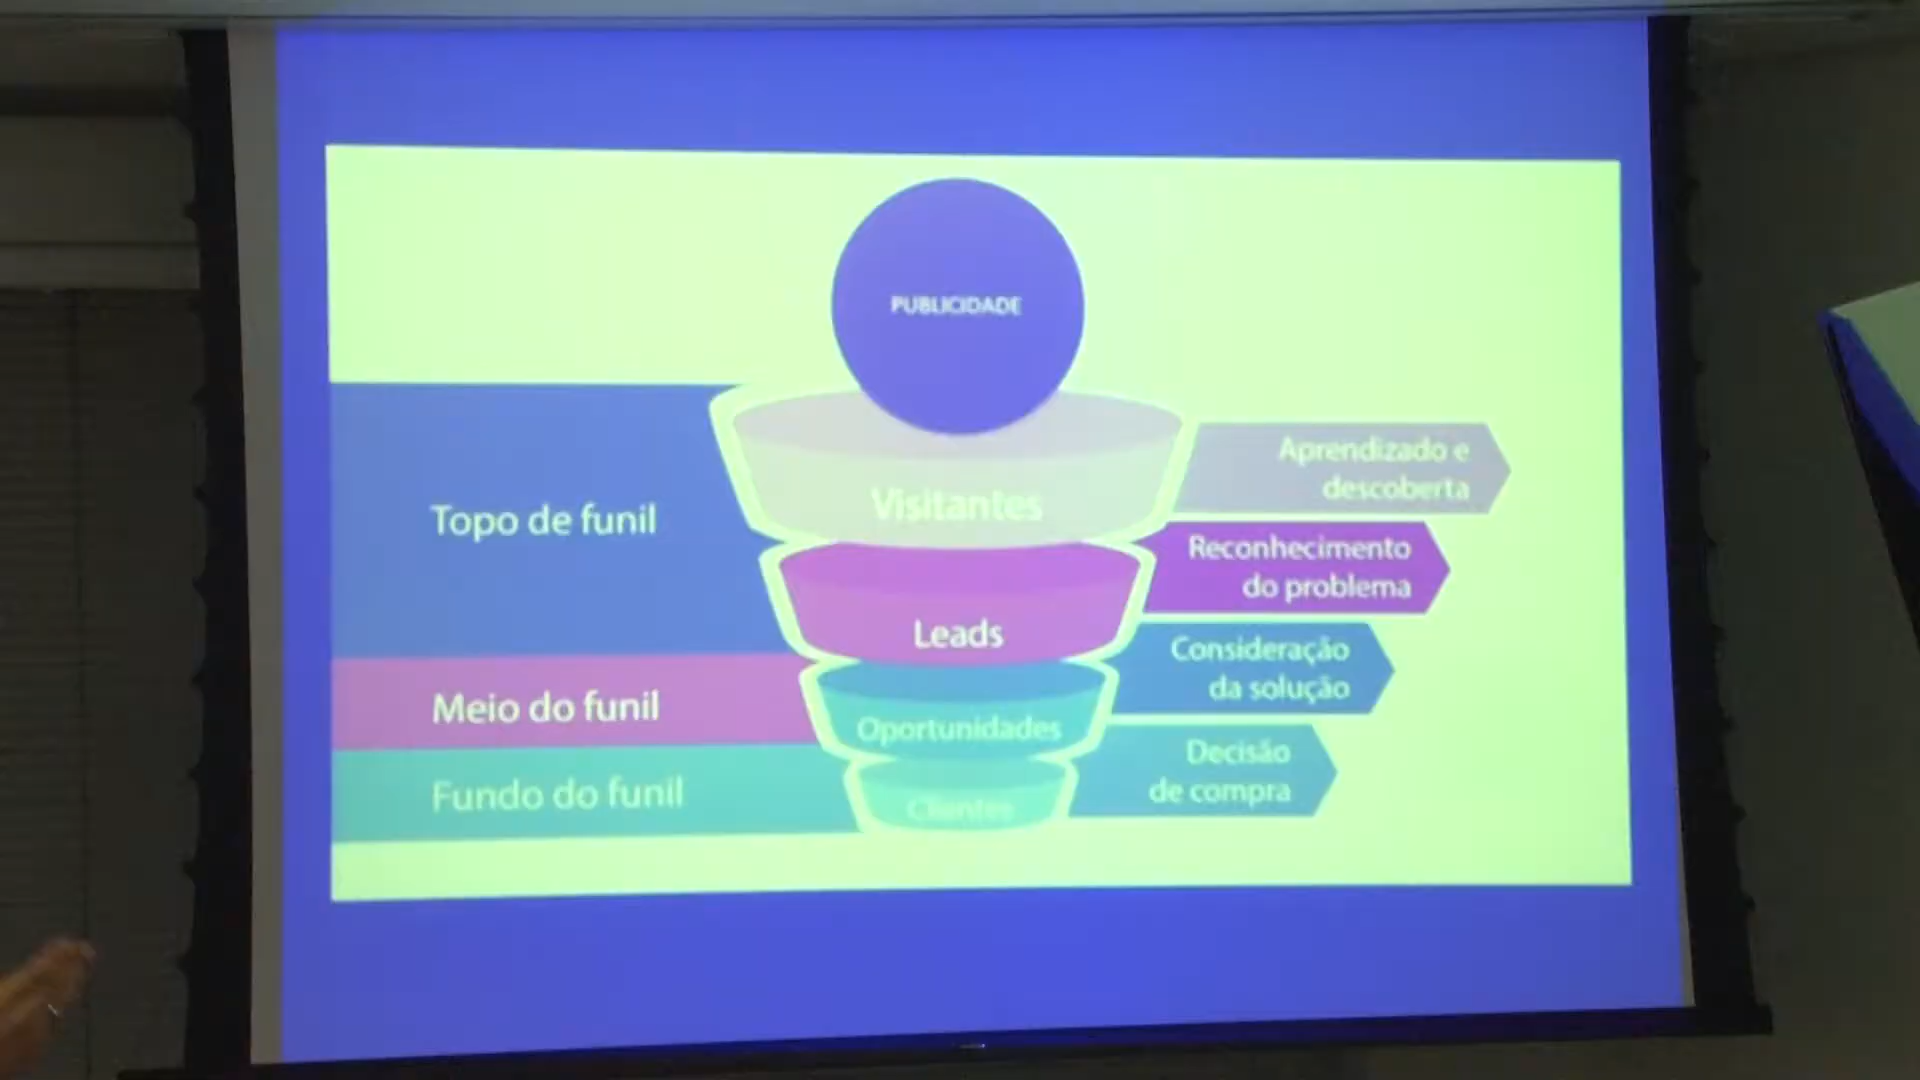 PUBLICIDADE
Topo de funil
Meio do funil
Fundo do funil
Visitantes
Leads
Oportunidades
Clientes
Aprendizado e
descoberta
Reconhecimento
do problema
Consideração
da solução
Decisão
de compra